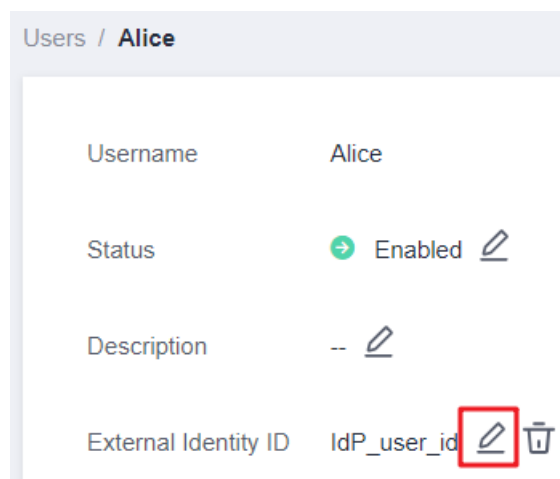 Users / Alice
Username Alice
Status Enabled
Description --
External Identity ID IdP_user_id